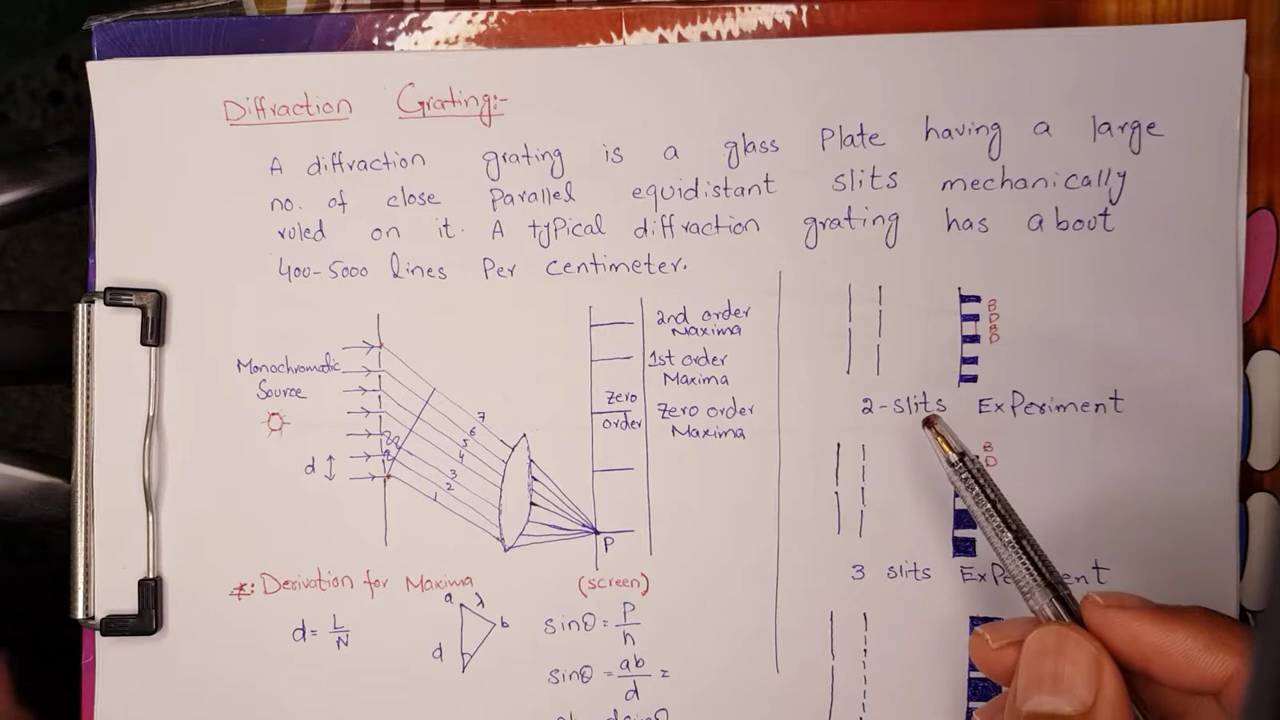 Diffraction Grating:-
A diffraction grating is a glass Plate having a large
no. of close Parallel equidistant slits mechanically
ruled on it. A typical diffraction grating has about
400-5000 lines Per centimeter.
Monochromatic
Source
d
7
6
5
4
3
2
1
P
Zero
order
2nd order
Maxima
1st order
Maxima
Zero order
Maxima
(screen)
B
D
B
D
2-slits Experiment
B
D
3 slits Exp ent
*: Derivation for Maxima
d = L/N
a λ
b
d
sinθ = P/h
sinθ = ab/d =